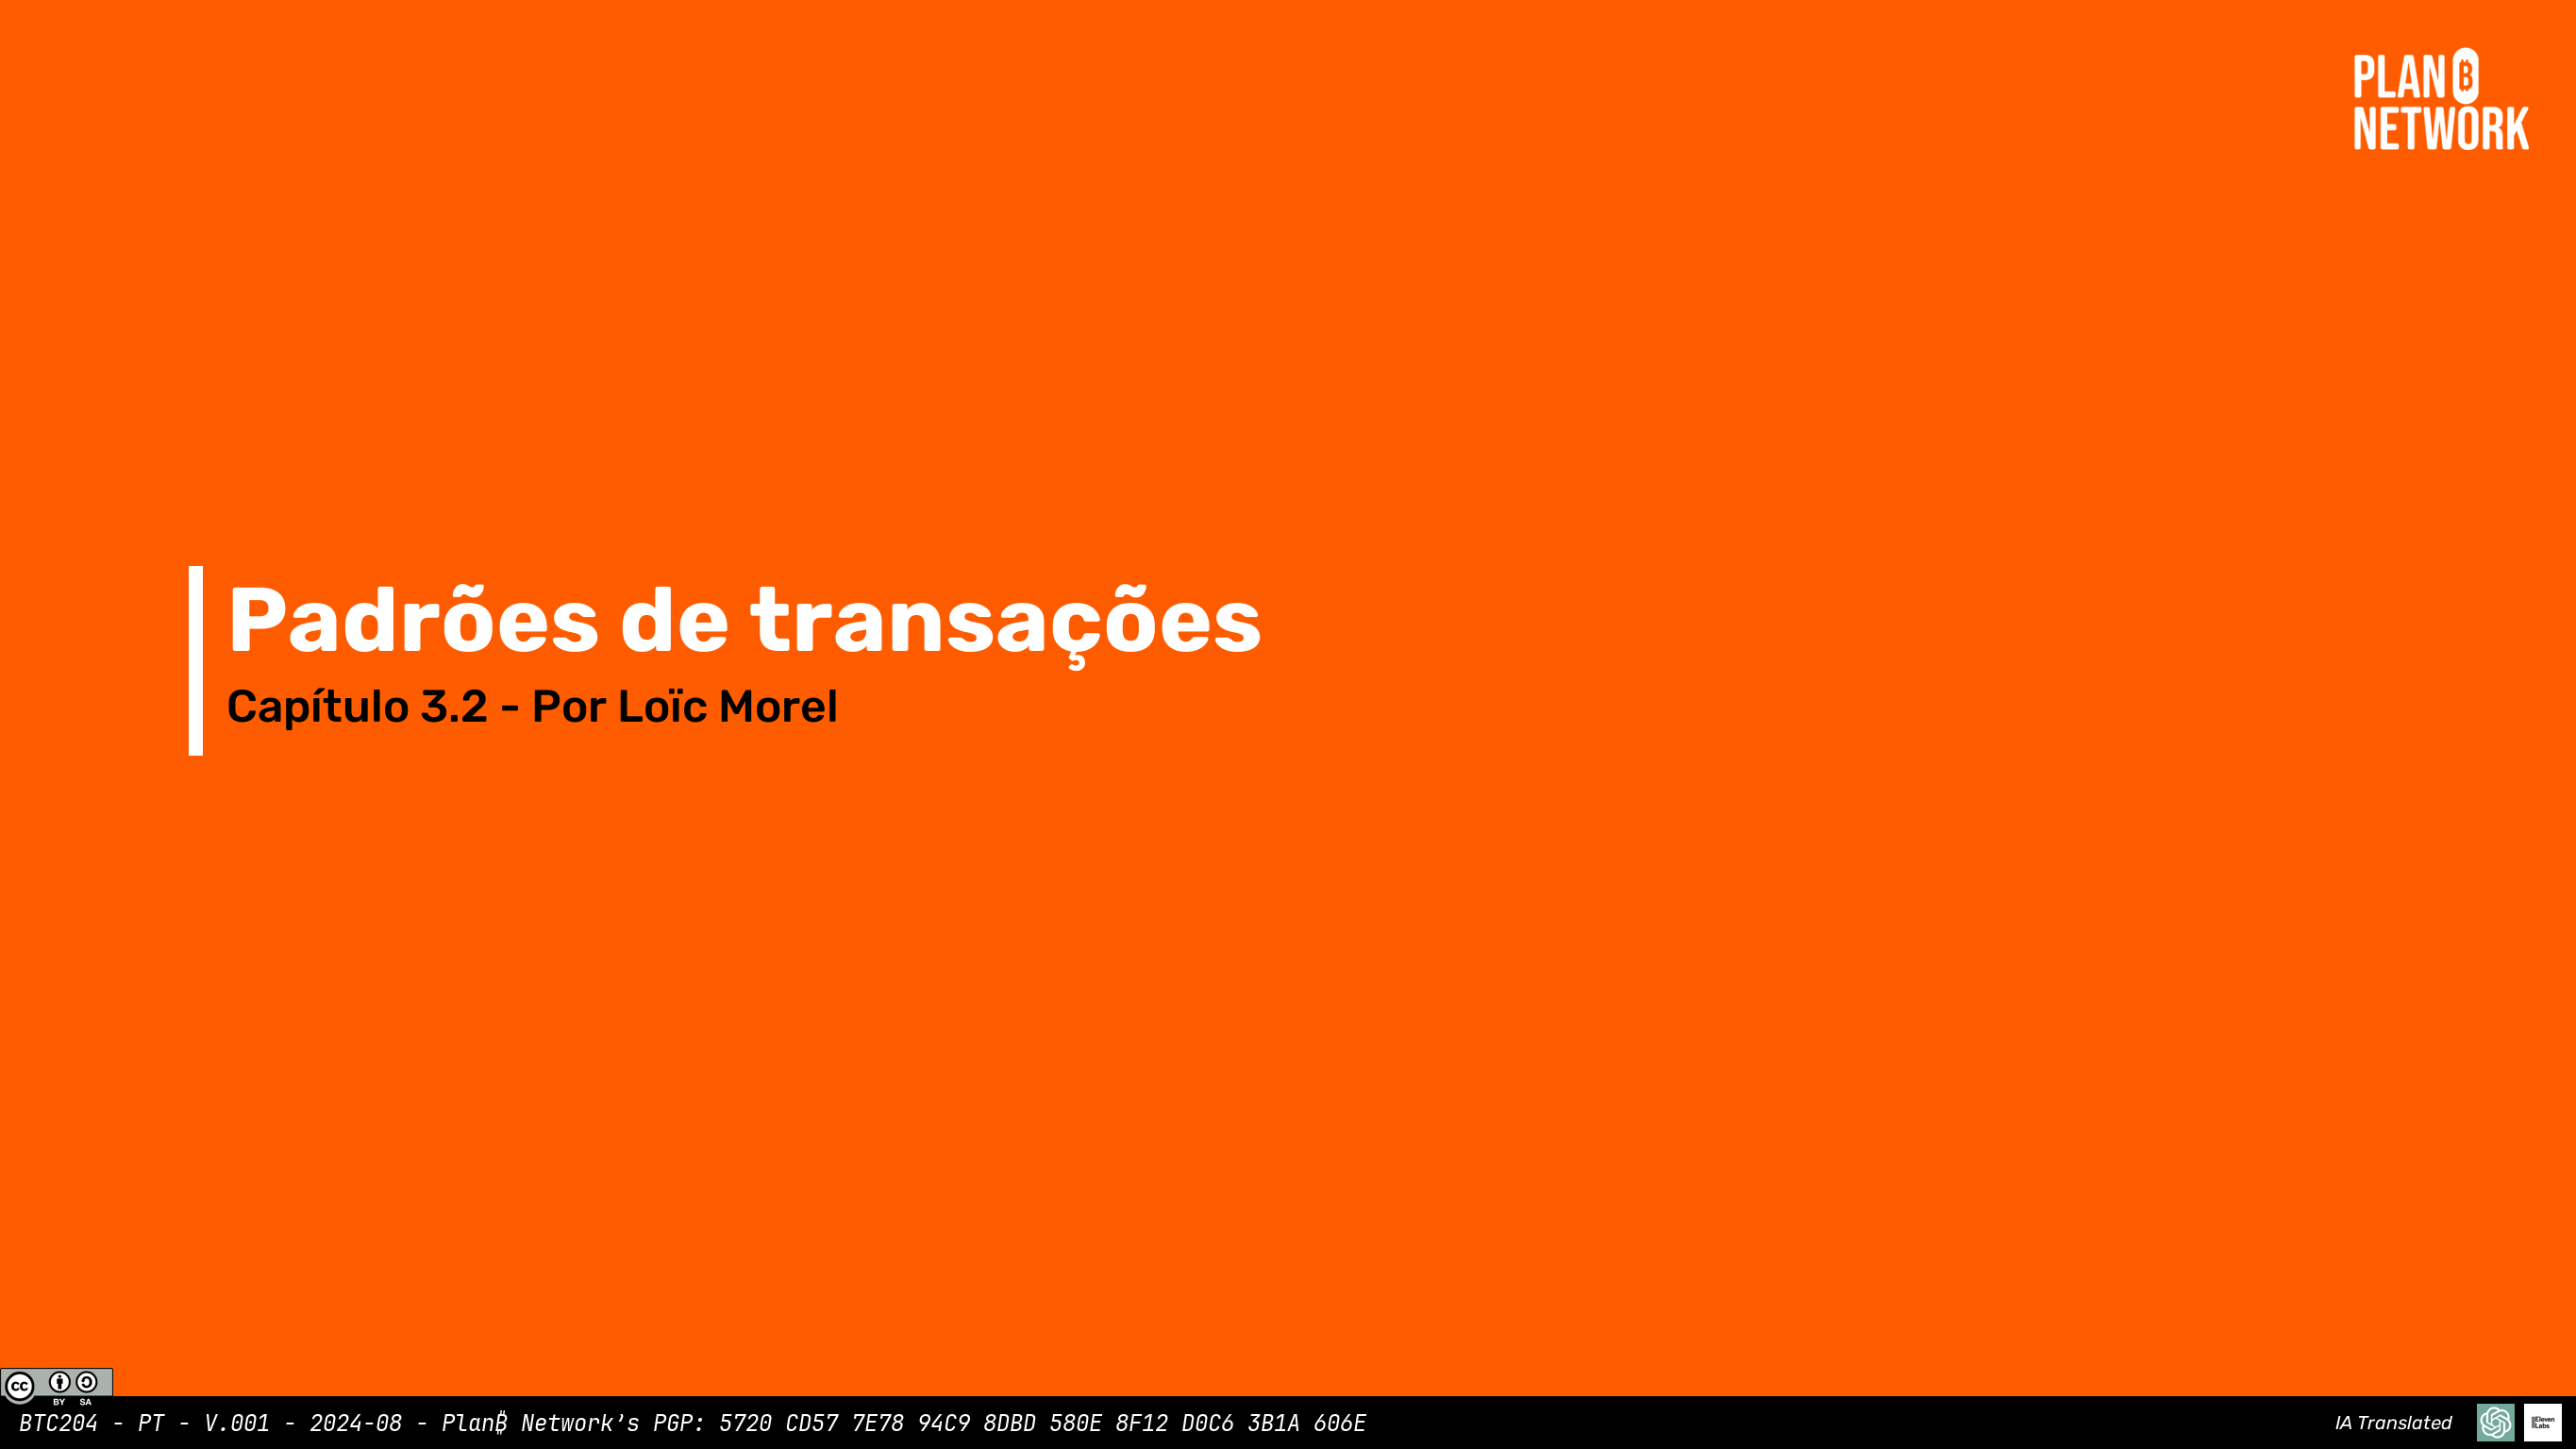 PLAN ₿
NETWORK
Padrões de transações
Capítulo 3.2 - Por Loïc Morel
cc BY SA
BTC204 - PT - V.001 - 2024-08 - Plan₿ Network’s PGP: 5720 CD57 7E78 94C9 8DBD 580E 8F12 D0C6 3B1A 606E
IA Translated
IIElevenLabs